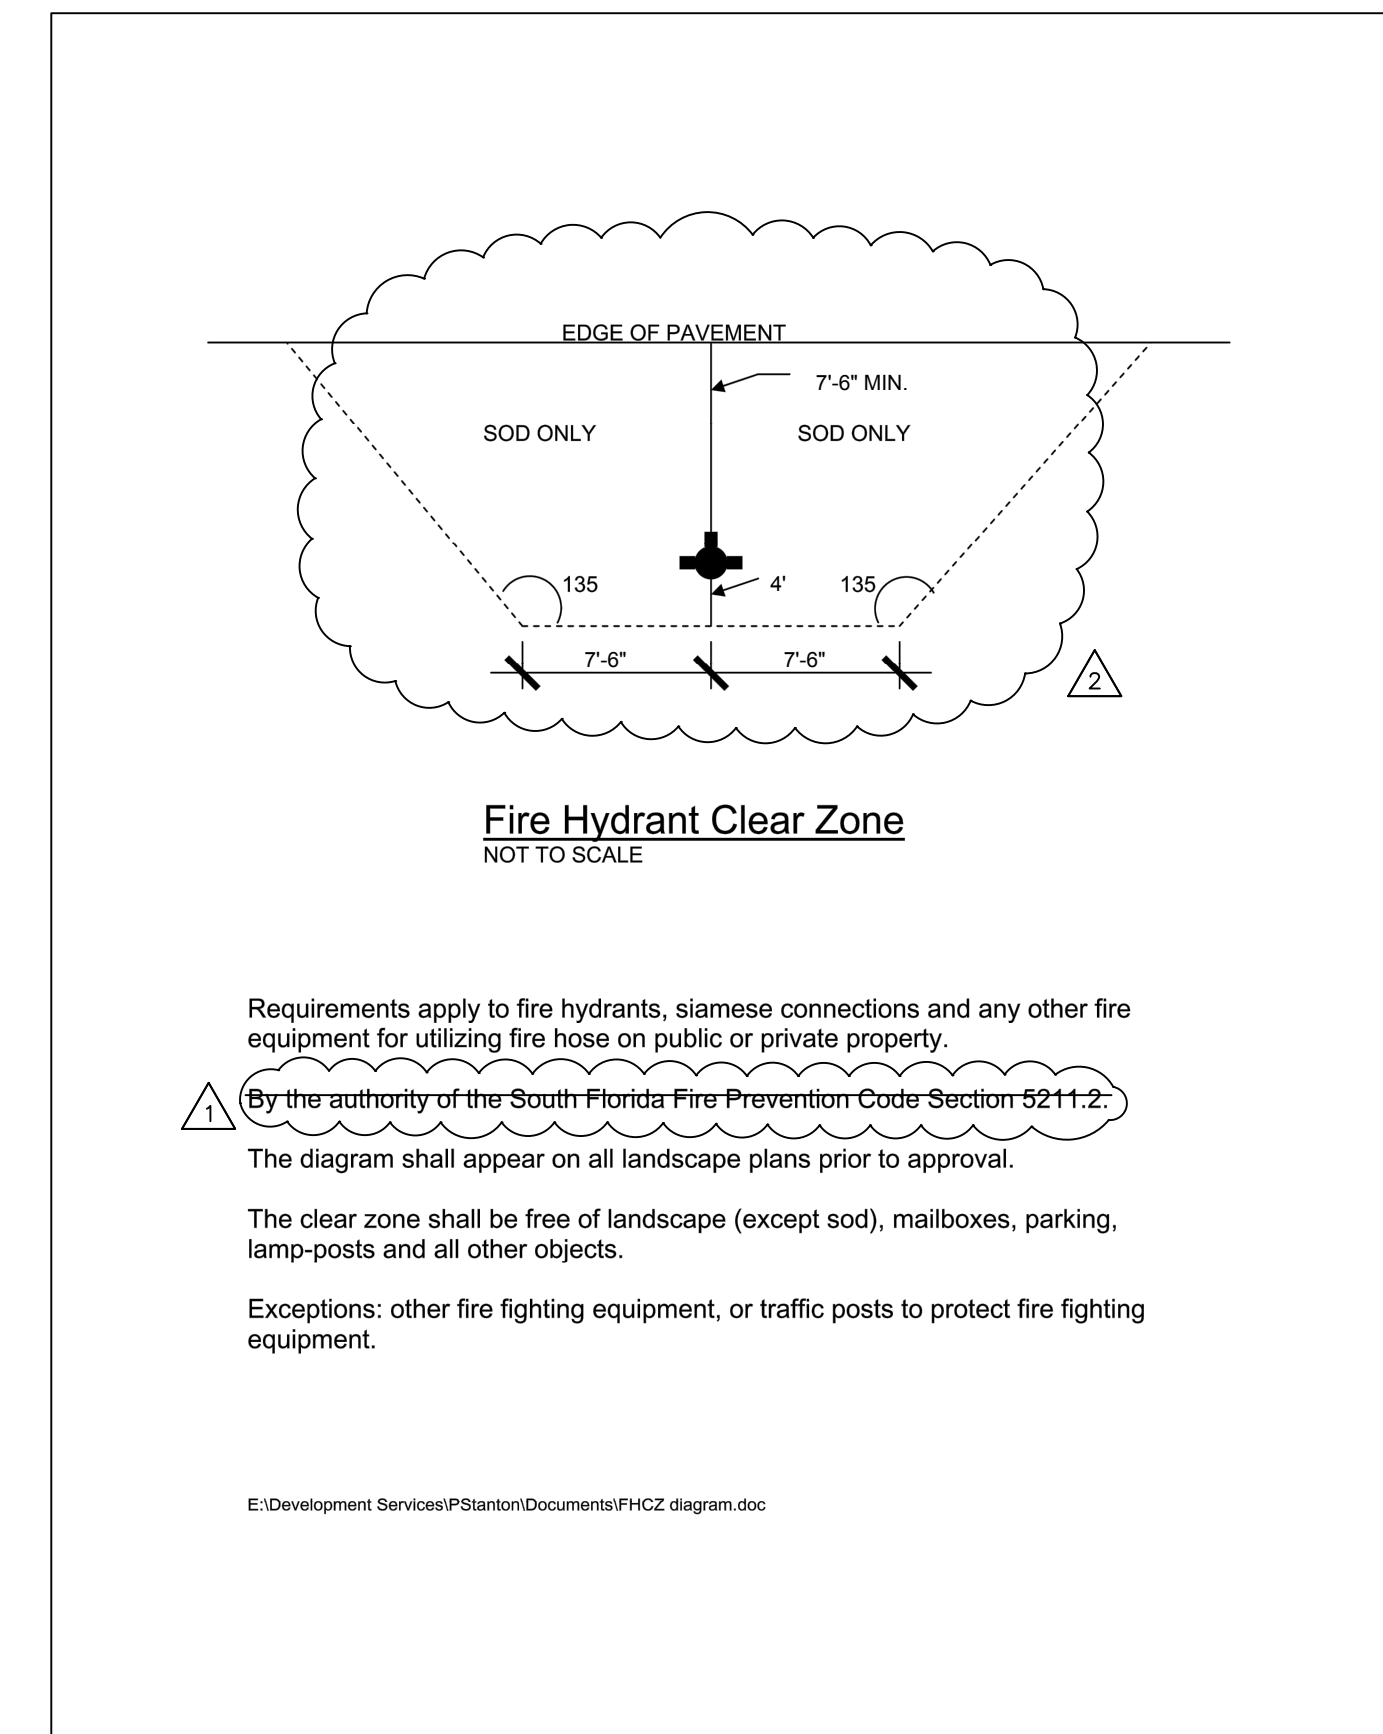 EDGE OF PAVEMENT
7'-6" MIN.
SOD ONLY
SOD ONLY
135
4'
135
7'-6"
7'-6"
2
Fire Hydrant Clear Zone
NOT TO SCALE
Requirements apply to fire hydrants, siamese connections and any other fire
equipment for utilizing fire hose on public or private property.
1
By the authority of the South Florida Fire Prevention Code Section 5211.2.
The diagram shall appear on all landscape plans prior to approval.
The clear zone shall be free of landscape (except sod), mailboxes, parking,
lamp-posts and all other objects.
Exceptions: other fire fighting equipment, or traffic posts to protect fire fighting
equipment.
E:\Development Services\PStanton\Documents\FHCZ diagram.doc